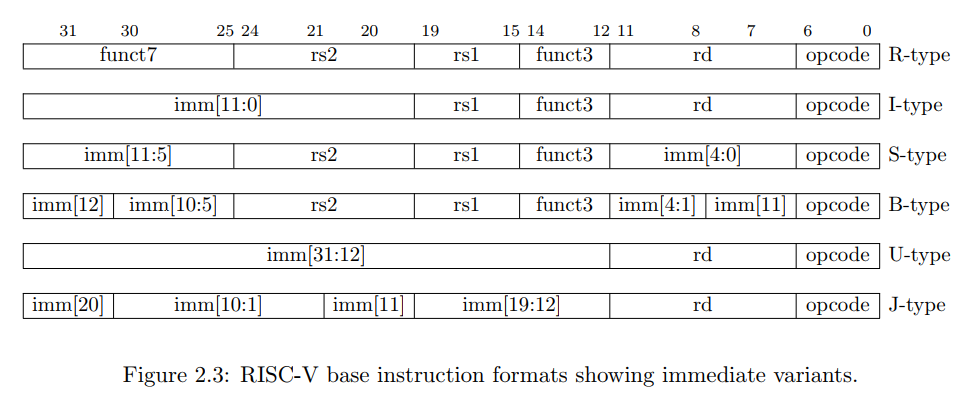 31 30 25 24 21 20 19 15 14 12 11 8 7 6 0
funct7 rs2 rs1 funct3 rd opcode R-type
imm[11:0] rs1 funct3 rd opcode I-type
imm[11:5] rs2 rs1 funct3 imm[4:0] opcode S-type
imm[12] imm[10:5] rs2 rs1 funct3 imm[4:1] imm[11] opcode B-type
imm[31:12] rd opcode U-type
imm[20] imm[10:1] imm[11] imm[19:12] rd opcode J-type
Figure 2.3: RISC-V base instruction formats showing immediate variants.